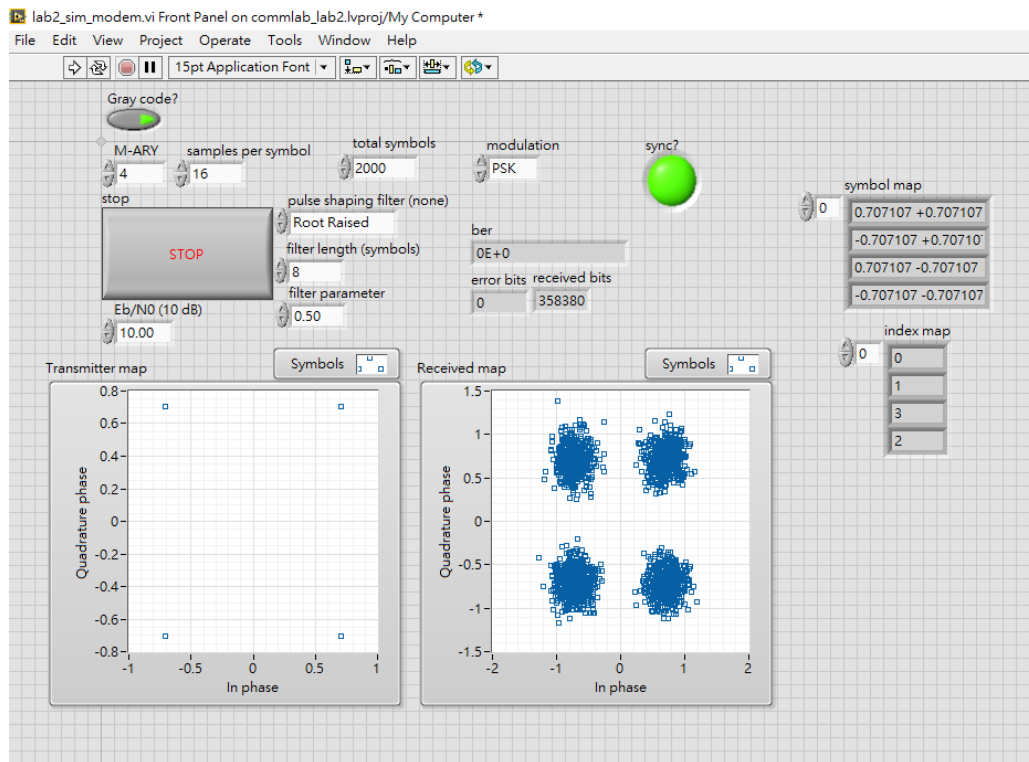 lab2_sim_modem.vi Front Panel on commlab_lab2.lvproj/My Computer *
File Edit View Project Operate Tools Window Help
15pt Application Font
Gray code?
M-ARY samples per symbol total symbols modulation sync?
4 16 2000 PSK
stop
STOP
pulse shaping filter (none)
Root Raised
filter length (symbols)
8
filter parameter
0.50
Eb/N0 (10 dB)
10.00
ber
0E+0
error bits received bits
0 358380
symbol map
0
0.707107 +0.707107
-0.707107 +0.70710
0.707107 -0.707107
-0.707107 -0.707107
index map
0
0
1
3
2
Transmitter map
Symbols
0.8
0.6
0.4
0.2
0
-0.2
-0.4
-0.6
-0.8
Quadrature phase
-1 -0.5 0 0.5 1
In phase
Received map
Symbols
1.5
1
0.5
0
-0.5
-1
-1.5
Quadrature phase
-2 -1 0 1 2
In phase